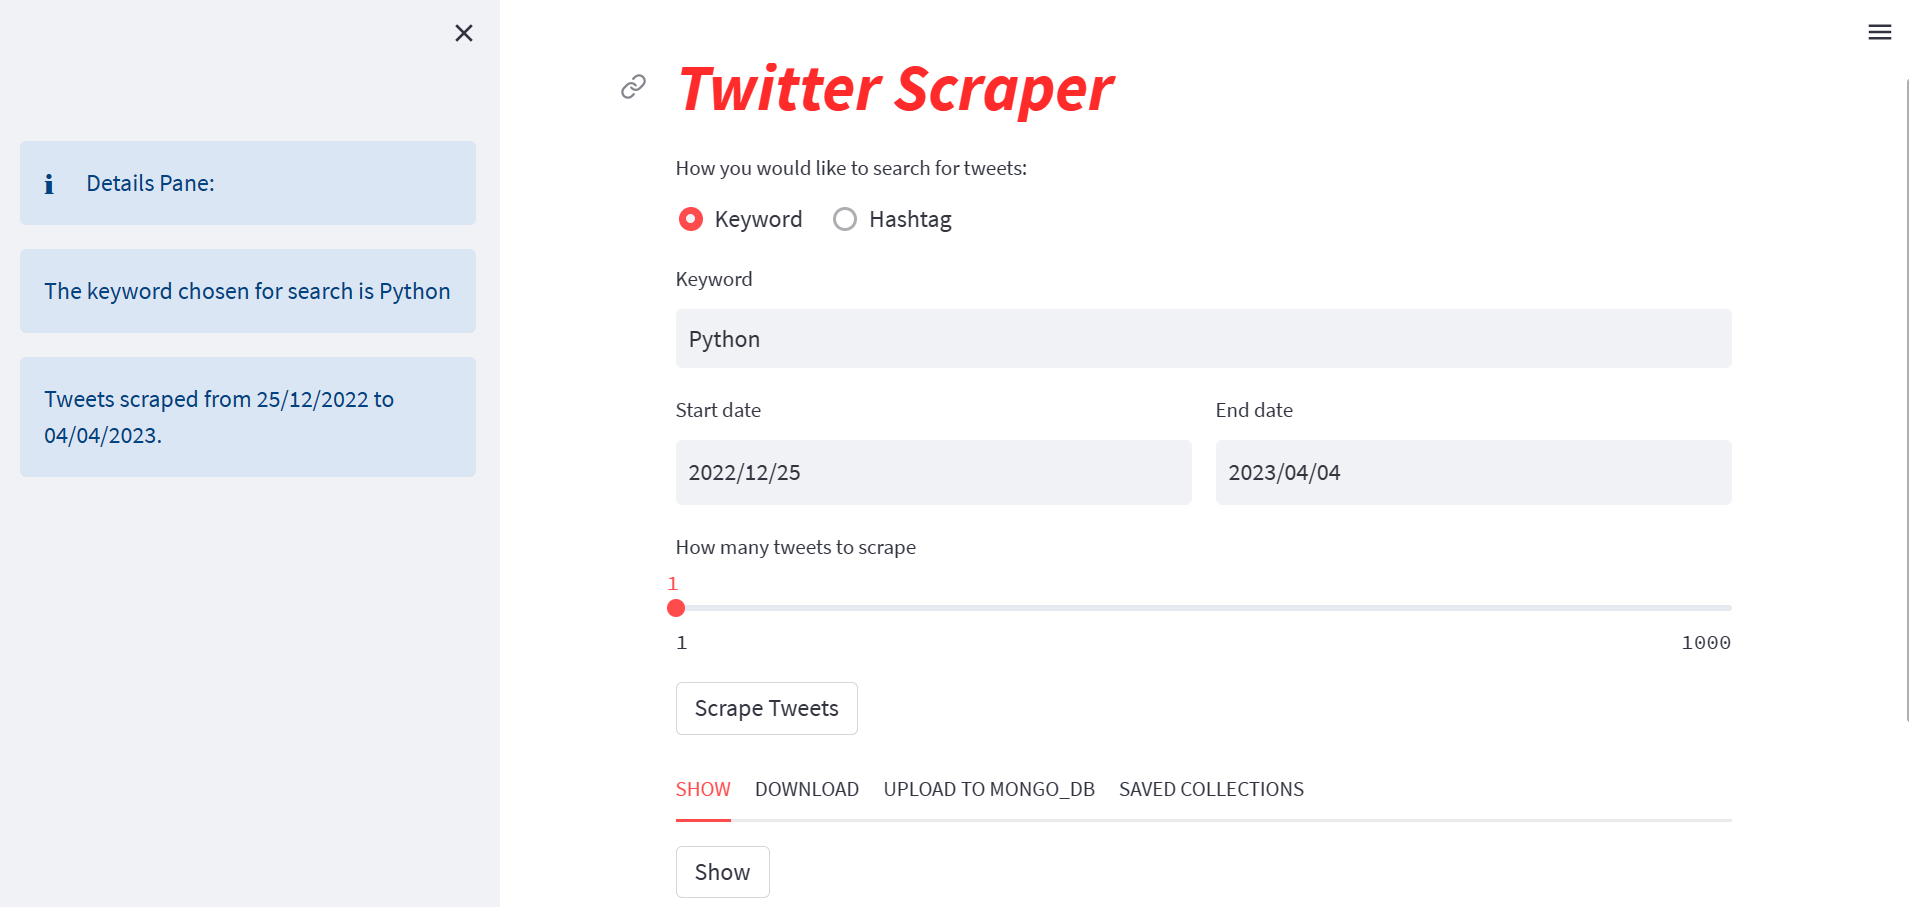 Details Pane:
The keyword chosen for search is Python
Tweets scraped from 25/12/2022 to
04/04/2023.
Twitter Scraper
How you would like to search for tweets:
Keyword Hashtag
Keyword
Python
Start date End date
2022/12/25 2023/04/04
How many tweets to scrape
1
1 1000
Scrape Tweets
SHOW DOWNLOAD UPLOAD TO MONGO_DB SAVED COLLECTIONS
Show